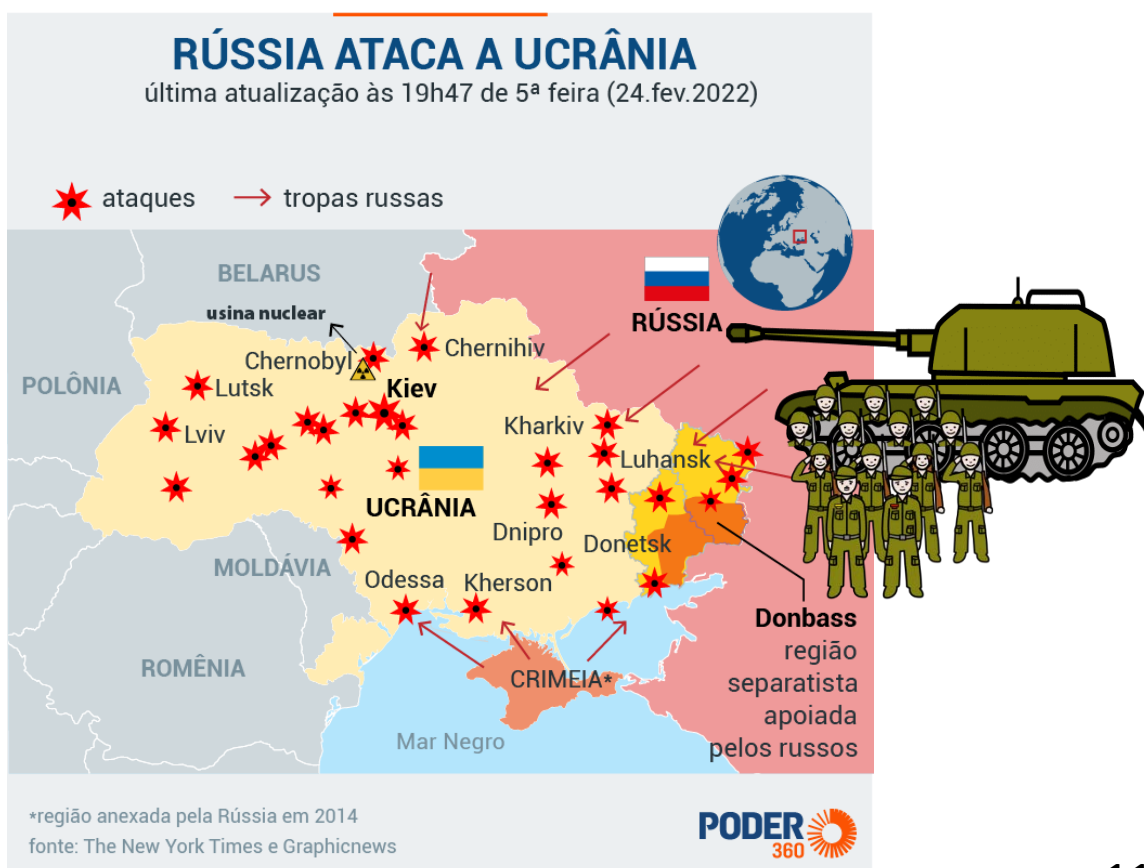 RÚSSIA ATACA A UCRÂNIA
última atualização às 19h47 de 5ª feira (24.fev.2022)
ataques
tropas russas
BELARUS
usina nuclear
RÚSSIA
Chernobyl
Chernihiv
POLÔNIA
Lutsk
Kiev
Lviv
Kharkiv
Luhansk
UCRÂNIA
Dnipro
Donetsk
MOLDÁVIA
Odessa
Kherson
Donbass
região
separatista
apoiada
pelos russos
ROMÊNIA
CRIMEIA*
Mar Negro
*região anexada pela Rússia em 2014
fonte: The New York Times e Graphicnews
PODER
360